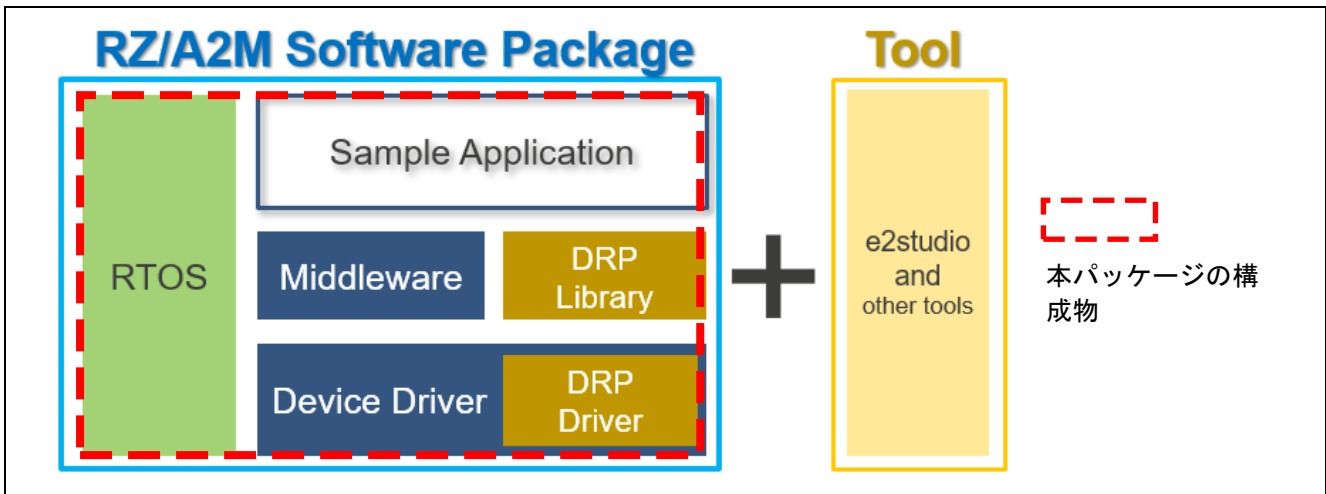 RZ/A2M Software Package
Tool
RTOS
Sample Application
Middleware
DRP
Library
Device Driver
DRP
Driver
+
e2studio
and
other tools
本パッケージの構
成物